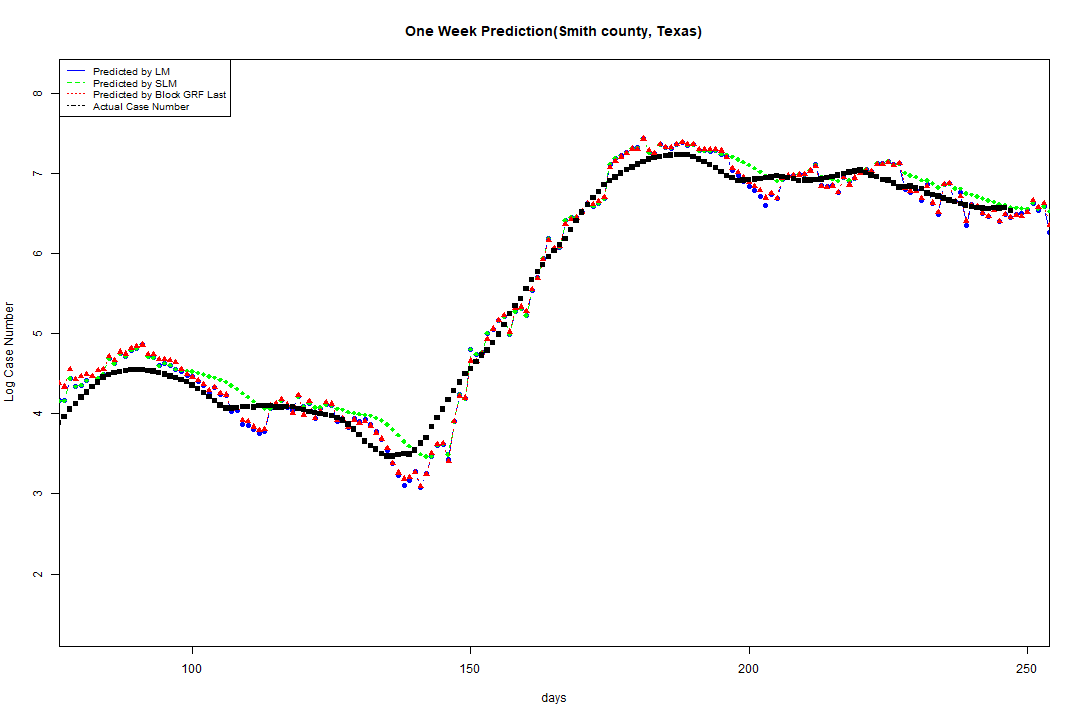 One Week Prediction(Smith county, Texas)
Predicted by LM
Predicted by SLM
Predicted by Block GRF Last
Actual Case Number
8
7
6
5
4
3
2
Log Case Number
100 150 200 250
days